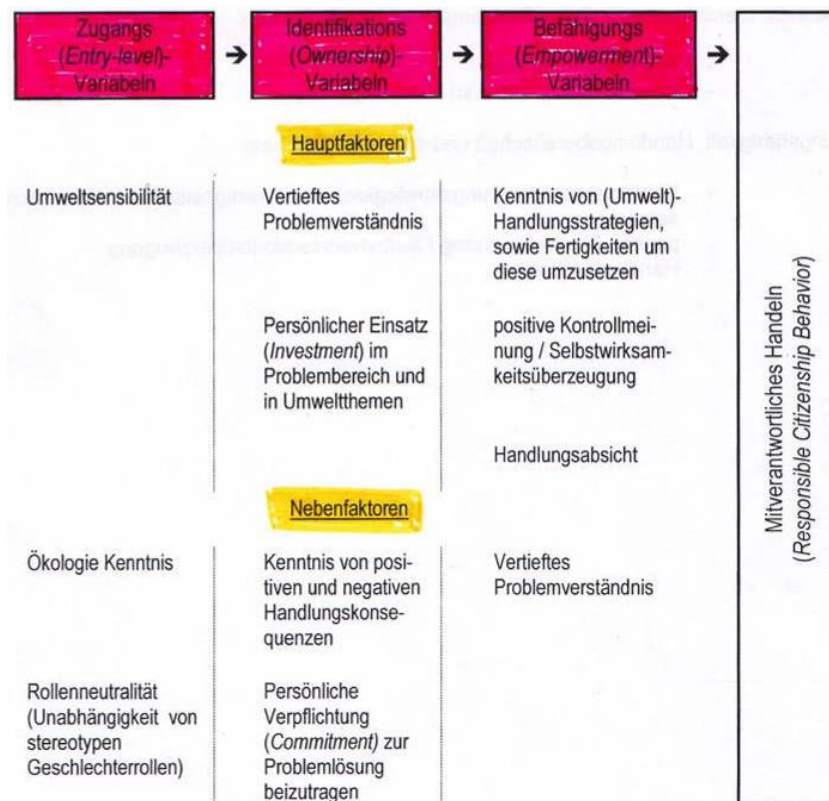 Zugangs
(Entry-level)-
Variabeln
➔
Identifikations
(Ownership)-
Variabeln
➔
Befähigungs
(Empowerment)-
Variabeln
➔
Hauptfaktoren
Umweltsensibilität
Vertieftes
Problemverständnis
Kenntnis von (Umwelt)-
Handlungsstrategien,
sowie Fertigkeiten um
diese umzusetzen
Persönlicher Einsatz
(Investment) im
Problembereich und
in Umweltthemen
positive Kontrollmei-
nung / Selbstwirksam-
keitsüberzeugung
Handlungsabsicht
Nebenfaktoren
Ökologie Kenntnis
Kenntnis von posi-
tiven und negativen
Handlungskonse-
quenzen
Vertieftes
Problemverständnis
Rollenneutralität
(Unabhängigkeit von
stereotypen
Geschlechterrollen)
Persönliche
Verpflichtung
(Commitment) zur
Problemlösung
beizutragen
Mitverantwortliches Handeln
(Responsible Citizenship Behavior)